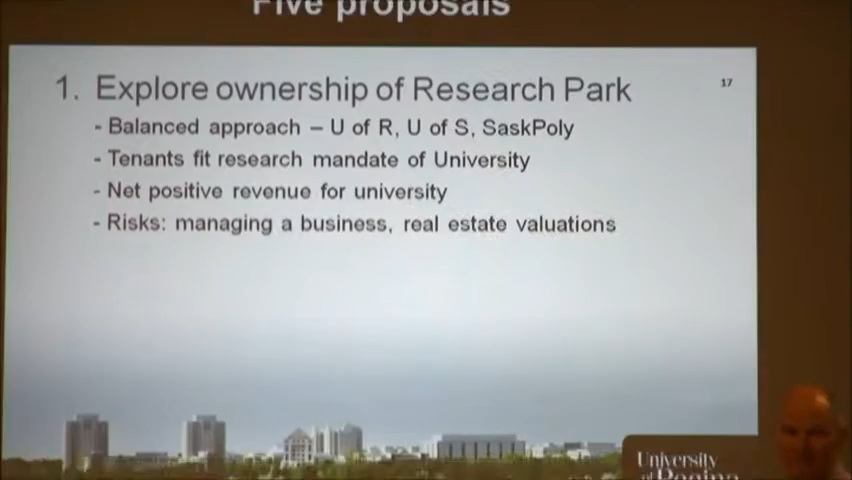 Five proposals
17
1. Explore ownership of Research Park
- Balanced approach – U of R, U of S, SaskPoly
- Tenants fit research mandate of University
- Net positive revenue for university
- Risks: managing a business, real estate valuations
University
of Regina